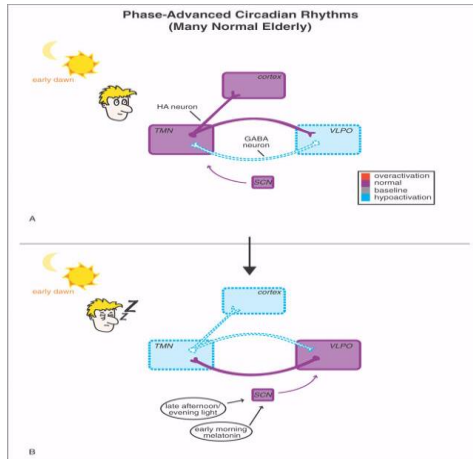 Phase-Advanced Circadian Rhythms
(Many Normal Elderly)
early dawn
cortex
HA neuron
TMN
VLPO
GABA
neuron
SCN
overactivation
normal
baseline
hypoactivation
A
early dawn
z
z
z
cortex
TMN
VLPO
SCN
late afternoon/
evening light
early morning
melatonin
B